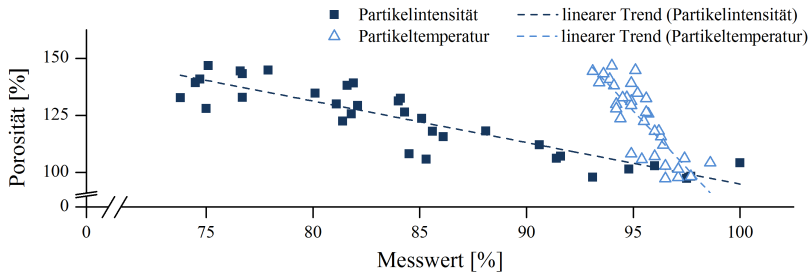 Partikelintensität
linearer Trend (Partikelintensität)
Partikeltemperatur
linearer Trend (Partikeltemperatur)
Porosität [%]
150
125
100
0
0
75
80
85
90
95
100
Messwert [%]